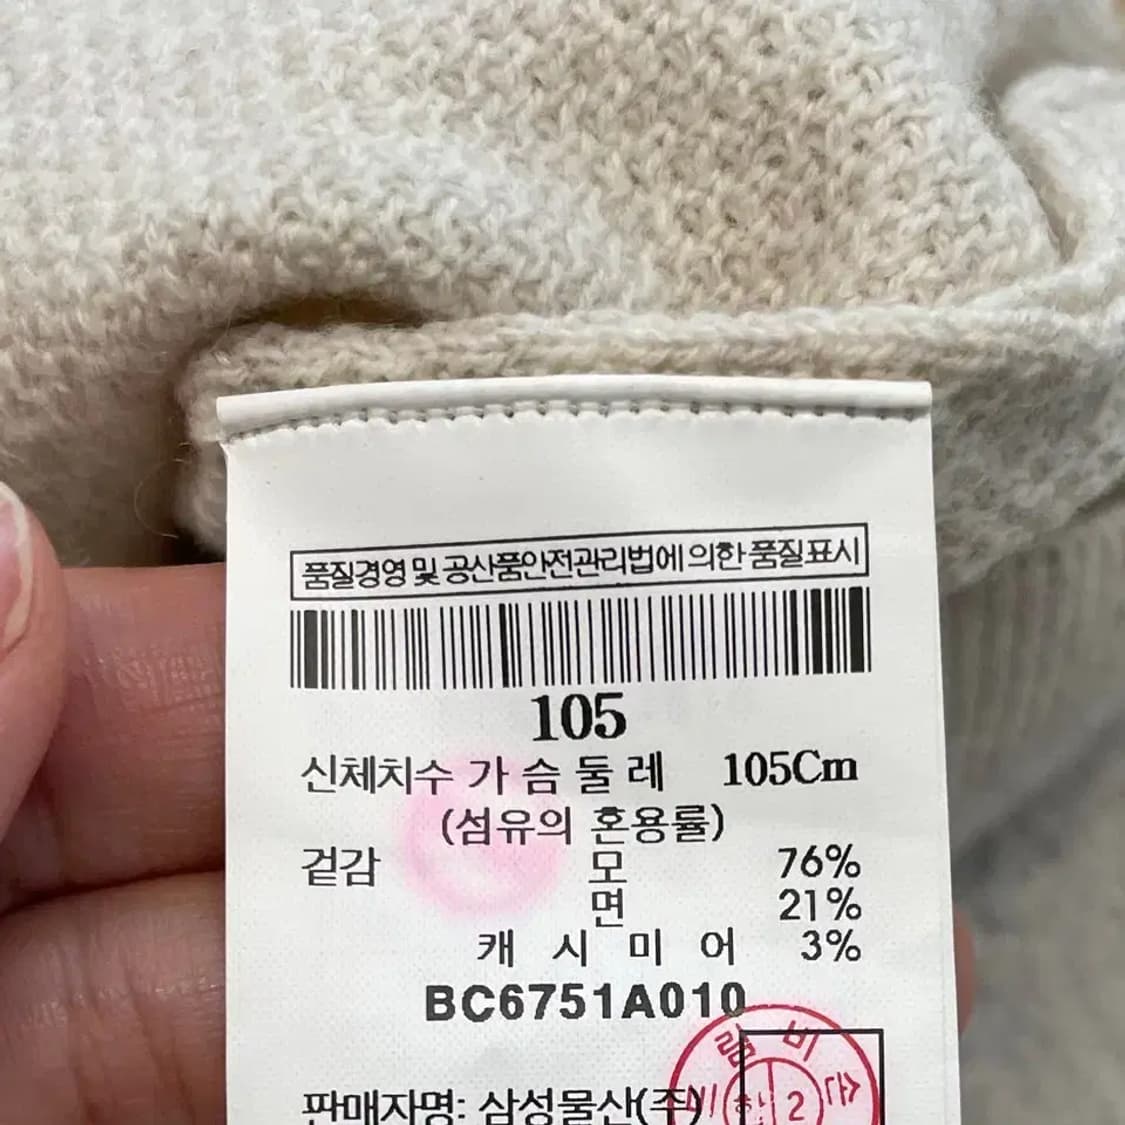 품질경영 및 공산품안전관리법에 의한 품질표시
105
신체치수 가 슴 둘 레 105Cm
(섬유의 혼용률)
겉감 모 76%
면 21%
캐 시 미 어 3%
BC6751A010
판매자명: 삼성물산(주)
림 비
2